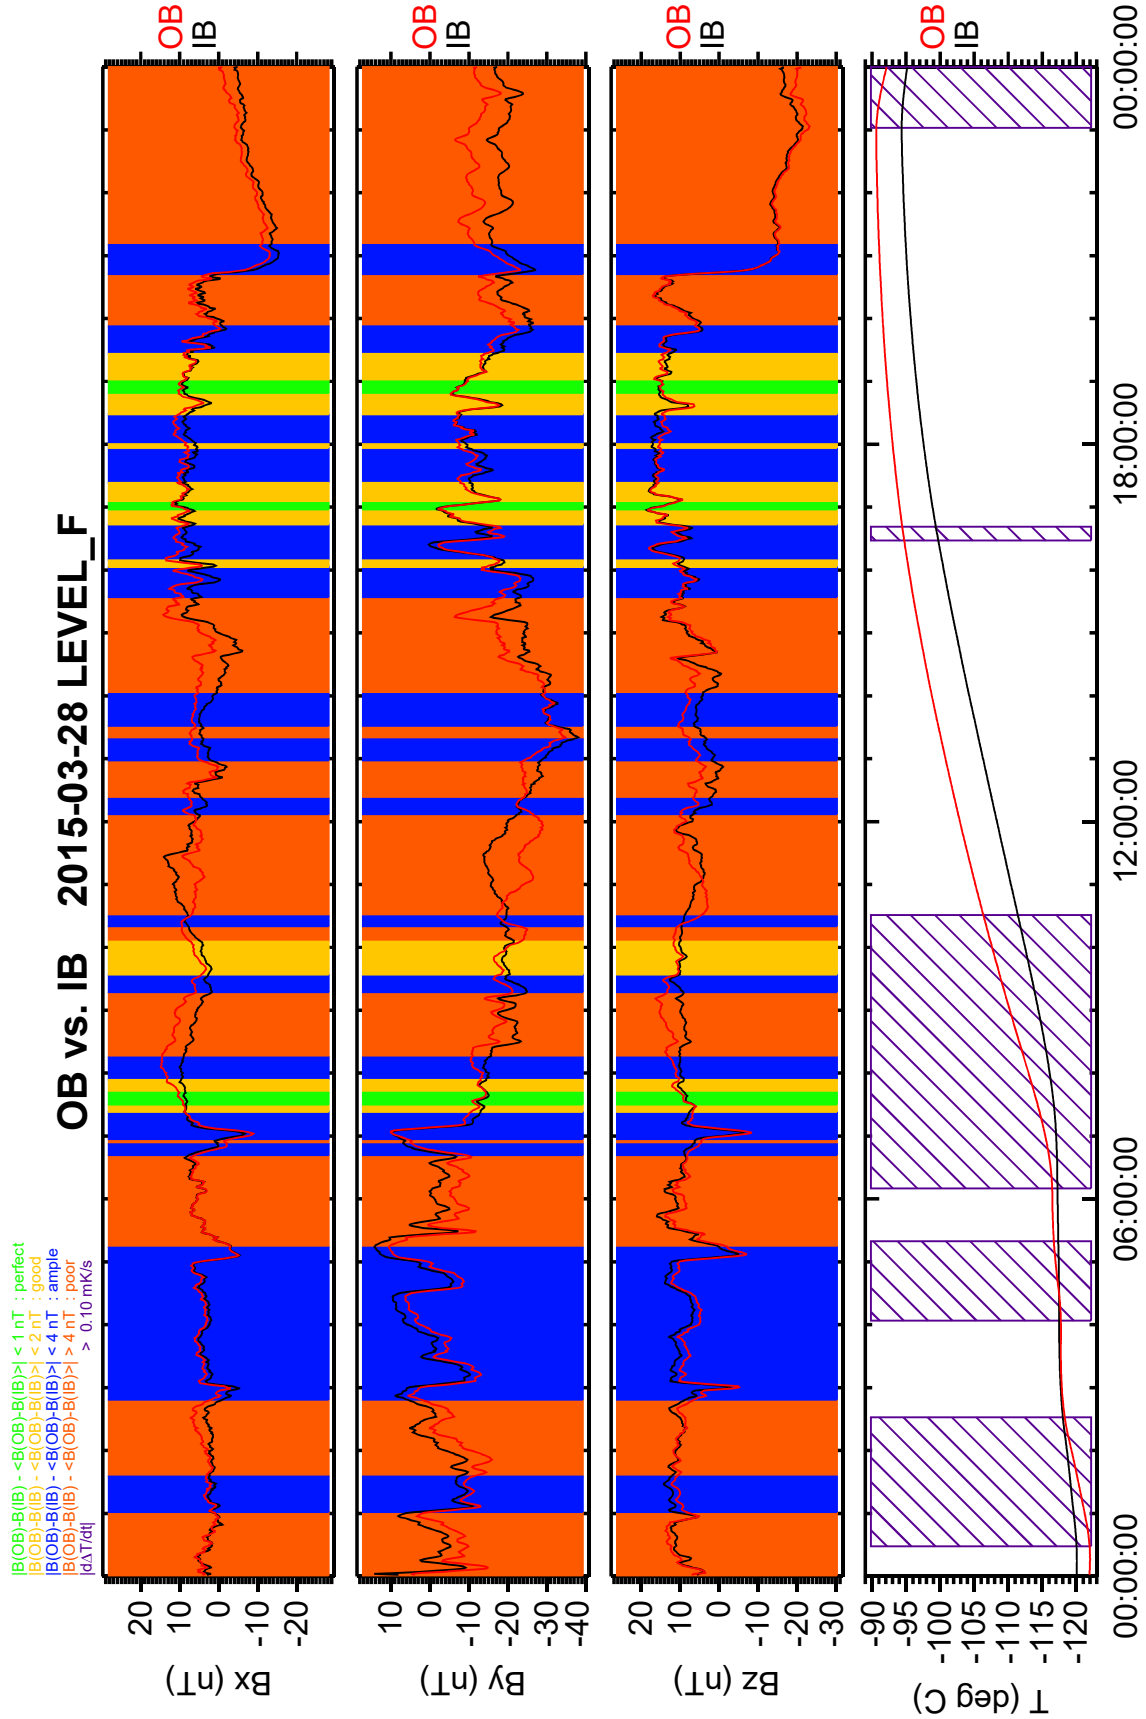 OB vs. IB 2015-03-28 LEVEL_F
|B(OB)-B(IB) - <B(OB)-B(IB)>| < 1 nT : perfect
|B(OB)-B(IB) - <B(OB)-B(IB)>| < 2 nT : good
|B(OB)-B(IB) - <B(OB)-B(IB)>| < 4 nT : ample
|B(OB)-B(IB) - <B(OB)-B(IB)>| > 4 nT : poor
|dΔT/dt| > 0.10 mK/s
Bx (nT)
20
10
0
-10
-20
OB
IB
By (nT)
10
0
-10
-20
-30
-40
OB
IB
Bz (nT)
10
0
-10
-20
-30
OB
IB
T (deg C)
-90
-95
-100
-105
-110
-115
-120
OB
IB
00:00:00 06:00:00 12:00:00 18:00:00 00:00:00